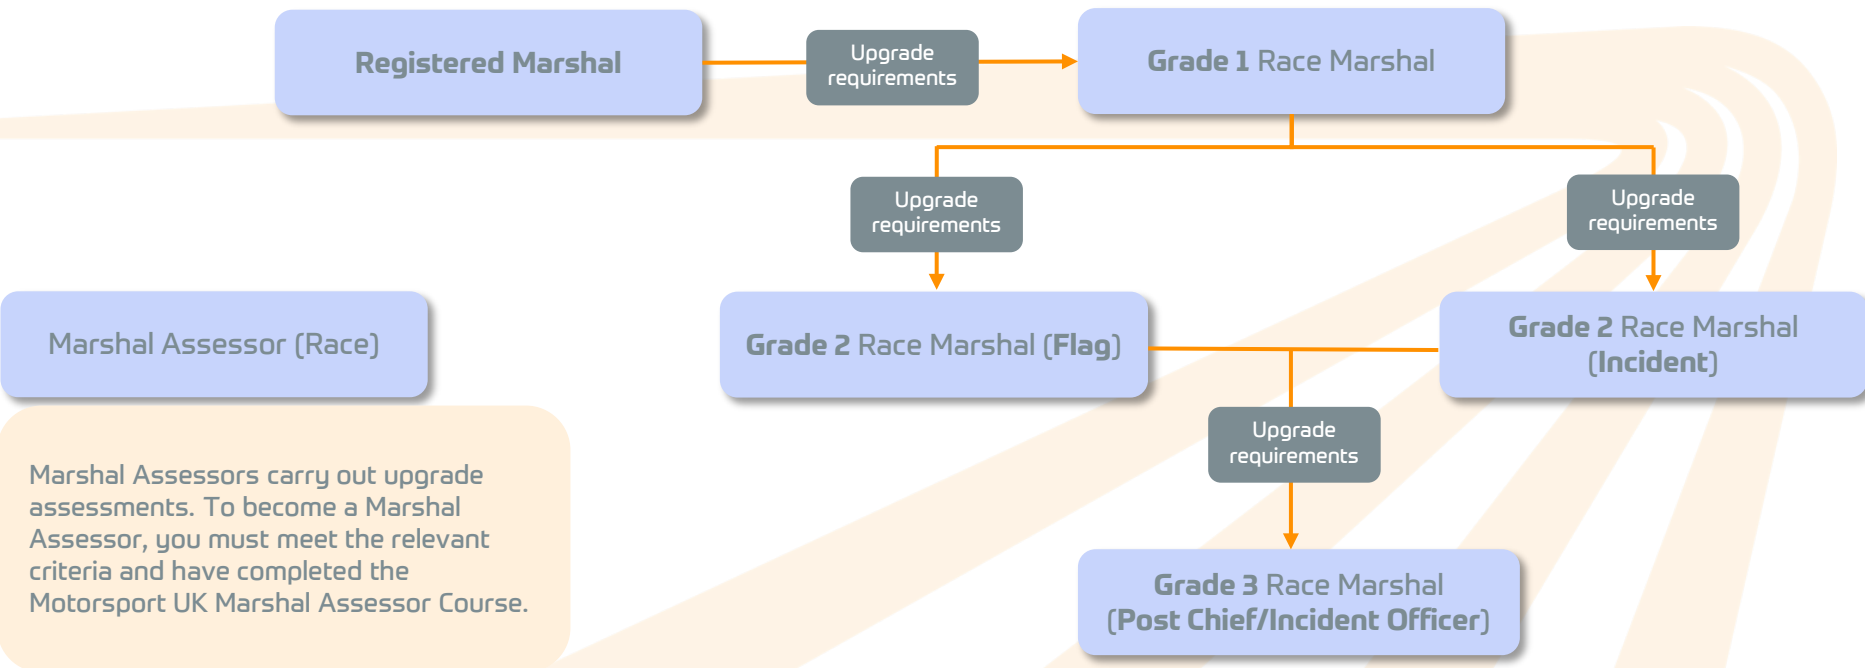 Registered Marshal
Upgrade
requirements
Grade 1 Race Marshal
Upgrade
requirements
Upgrade
requirements
Marshal Assessor (Race)
Grade 2 Race Marshal (Flag)
Grade 2 Race Marshal
(Incident)
Marshal Assessors carry out upgrade
assessments. To become a Marshal
Assessor, you must meet the relevant
criteria and have completed the
Motorsport UK Marshal Assessor Course.
Upgrade
requirements
Grade 3 Race Marshal
(Post Chief/Incident Officer)